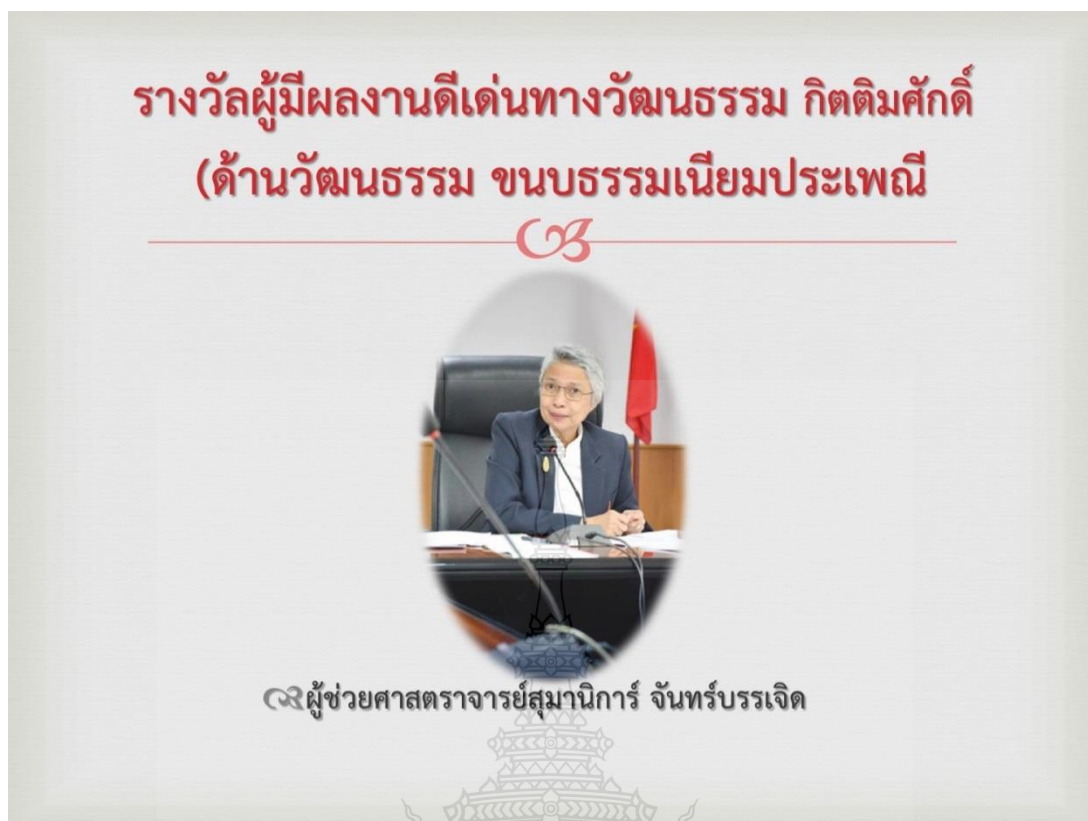 รางวัลผู้มีผลงานดีเด่นทางวัฒนธรรม กิตติมศักดิ์
(ด้านวัฒนธรรม ขนบธรรมเนียมประเพณี
ผู้ช่วยศาสตราจารย์สุมานิการ์ จันทร์บรรเจิด